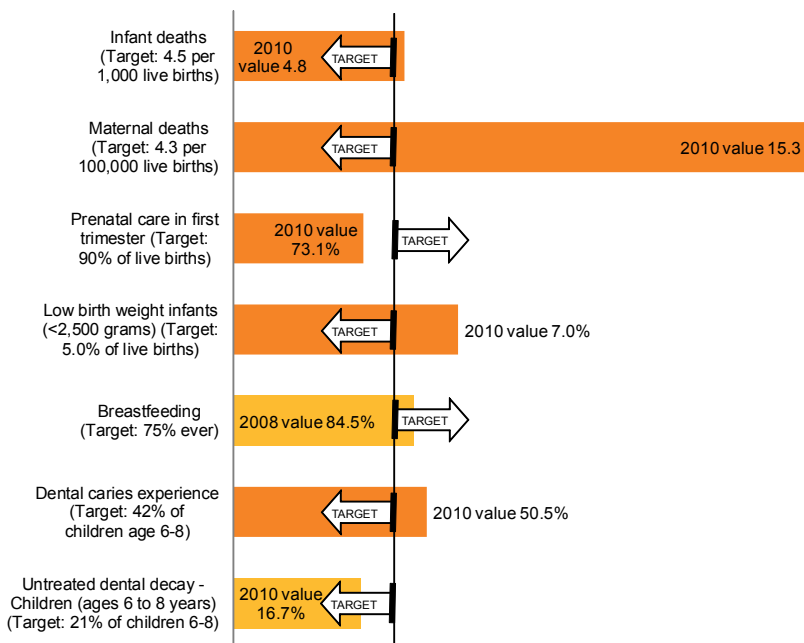 Infant deaths
(Target: 4.5 per
1,000 live births)
2010
value 4.8
TARGET
Maternal deaths
(Target: 4.3 per
100,000 live births)
TARGET
2010 value 15.3
Prenatal care in first
trimester (Target:
90% of live births)
2010 value
73.1%
TARGET
Low birth weight infants
(<2,500 grams) (Target:
5.0% of live births)
TARGET
2010 value 7.0%
Breastfeeding
(Target: 75% ever)
2008 value 84.5%
TARGET
Dental caries experience
(Target: 42% of
children age 6-8)
TARGET
2010 value 50.5%
Untreated dental decay -
Children (ages 6 to 8 years)
(Target: 21% of children 6-8)
2010 value
16.7%
TARGET